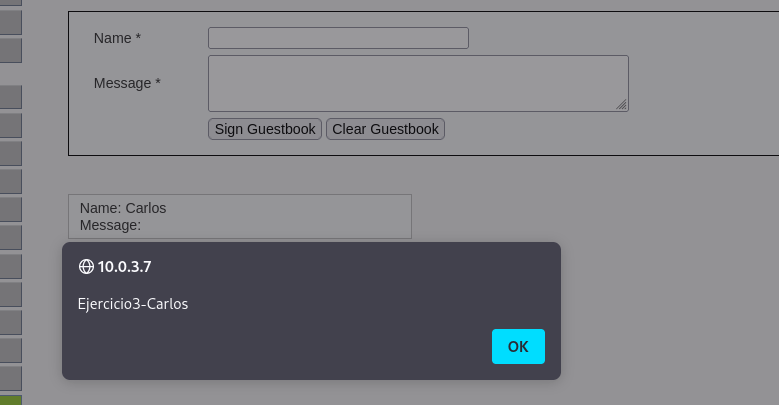 Name *
Message *
Sign Guestbook Clear Guestbook
Name: Carlos
Message:
10.0.3.7
Ejercicio3-Carlos
OK